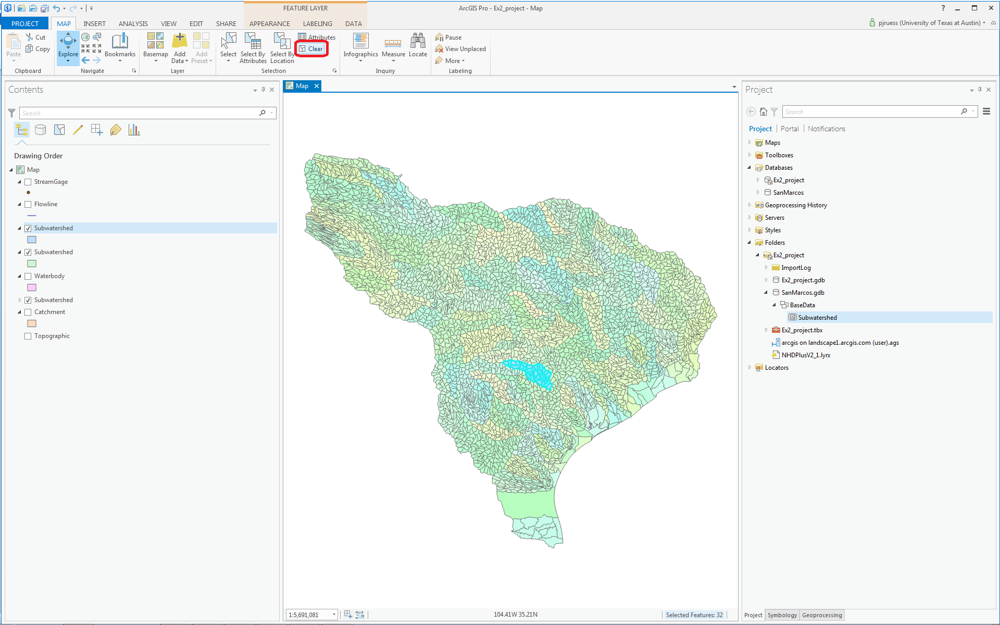 FEATURE LAYER
ArcGIS Pro - Ex2_project - Map
?
PROJECT MAP INSERT ANALYSIS VIEW EDIT SHARE APPEARANCE LABELING DATA
pjruess (University of Texas at Austin)
Paste
Cut
Copy
Clipboard
Explore
Bookmarks
Navigate
Basemap
Add Data
Add Preset
Layer
Select
Select By Attributes
Select By Location
Attributes
Clear
Selection
Infographics
Measure
Locate
Inquiry
Pause
View Unplaced
More
Labeling
Contents
Search
Drawing Order
Map
StreamGage
Flowline
Subwatershed
Subwatershed
Waterbody
Subwatershed
Catchment
Topographic
Map
1:5,691,081
104.41W 35.21N
Selected Features: 32
Project
Search
Project Portal Notifications
Maps
Toolboxes
Databases
Ex2_project
SanMarcos
Geoprocessing History
Servers
Styles
Folders
Ex2_project
ImportLog
Ex2_project.gdb
SanMarcos.gdb
BaseData
Subwatershed
Ex2_project.tbx
arcgis on landscape1.arcgis.com (user).ags
NHDPlusV2_1.lyrx
Locators
Project Symbology Geoprocessing